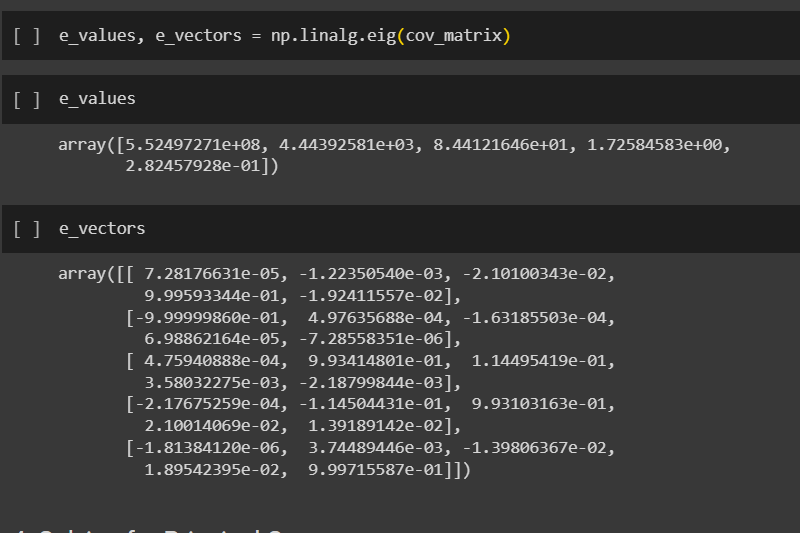 [ ] e_values, e_vectors = np.linalg.eig(cov_matrix)
[ ] e_values
array([5.52497271e+08, 4.44392581e+03, 8.44121646e+01, 1.72584583e+00,
2.82457928e-01])
[ ] e_vectors
array([[ 7.28176631e-05, -1.22350540e-03, -2.10100343e-02,
9.99593344e-01, -1.92411557e-02],
[-9.99999860e-01, 4.97635688e-04, -1.63185503e-04,
6.98862164e-05, -7.28558351e-06],
[ 4.75940888e-04, 9.93414801e-01, 1.14495419e-01,
3.58032275e-03, -2.18799844e-03],
[-2.17675259e-04, -1.14504431e-01, 9.93103163e-01,
2.10014069e-02, 1.39189142e-02],
[-1.81384120e-06, 3.74489446e-03, -1.39806367e-02,
1.89542395e-02, 9.99715587e-01]])